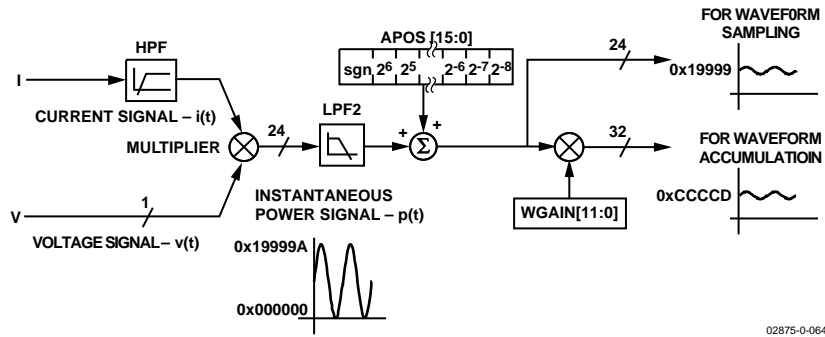 HPF
I
CURRENT SIGNAL – i(t)
MULTIPLIER
24
LPF2
APOS [15:0]
sgn 2^6 2^5 2^-6 2^-7 2^-8
+ +
Σ
V
1
VOLTAGE SIGNAL– v(t)
INSTANTANEOUS
POWER SIGNAL – p(t)
0x19999A
0x000000
WGAIN[11:0]
24
FOR WAVEF0RM
SAMPLING
0x19999
32
FOR WAVEFORM
ACCUMULATIOIN
0xCCCCD
02875-0-064